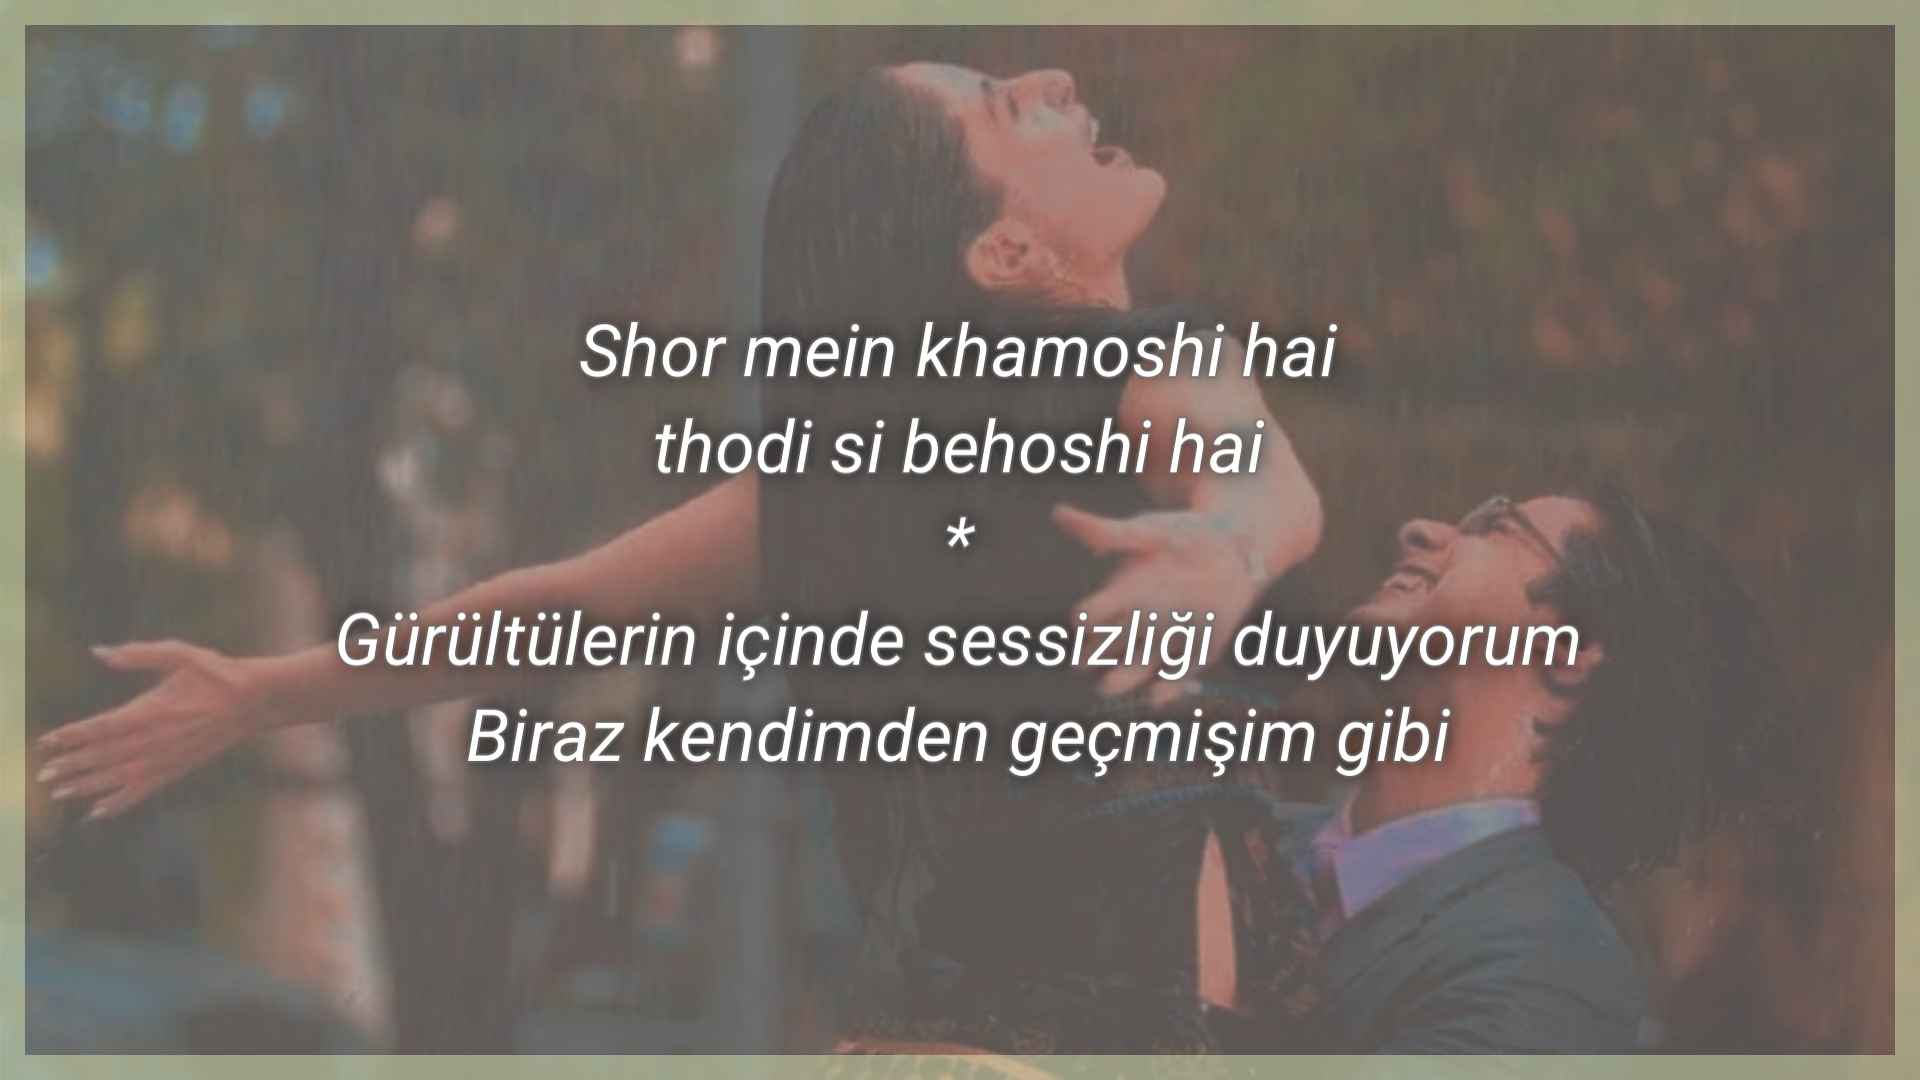 Shor mein khamoshi hai
thodi si behoshi hai
*
Gürültülerin içinde sessizliği duyuyorum
Biraz kendimden geçmişim gibi